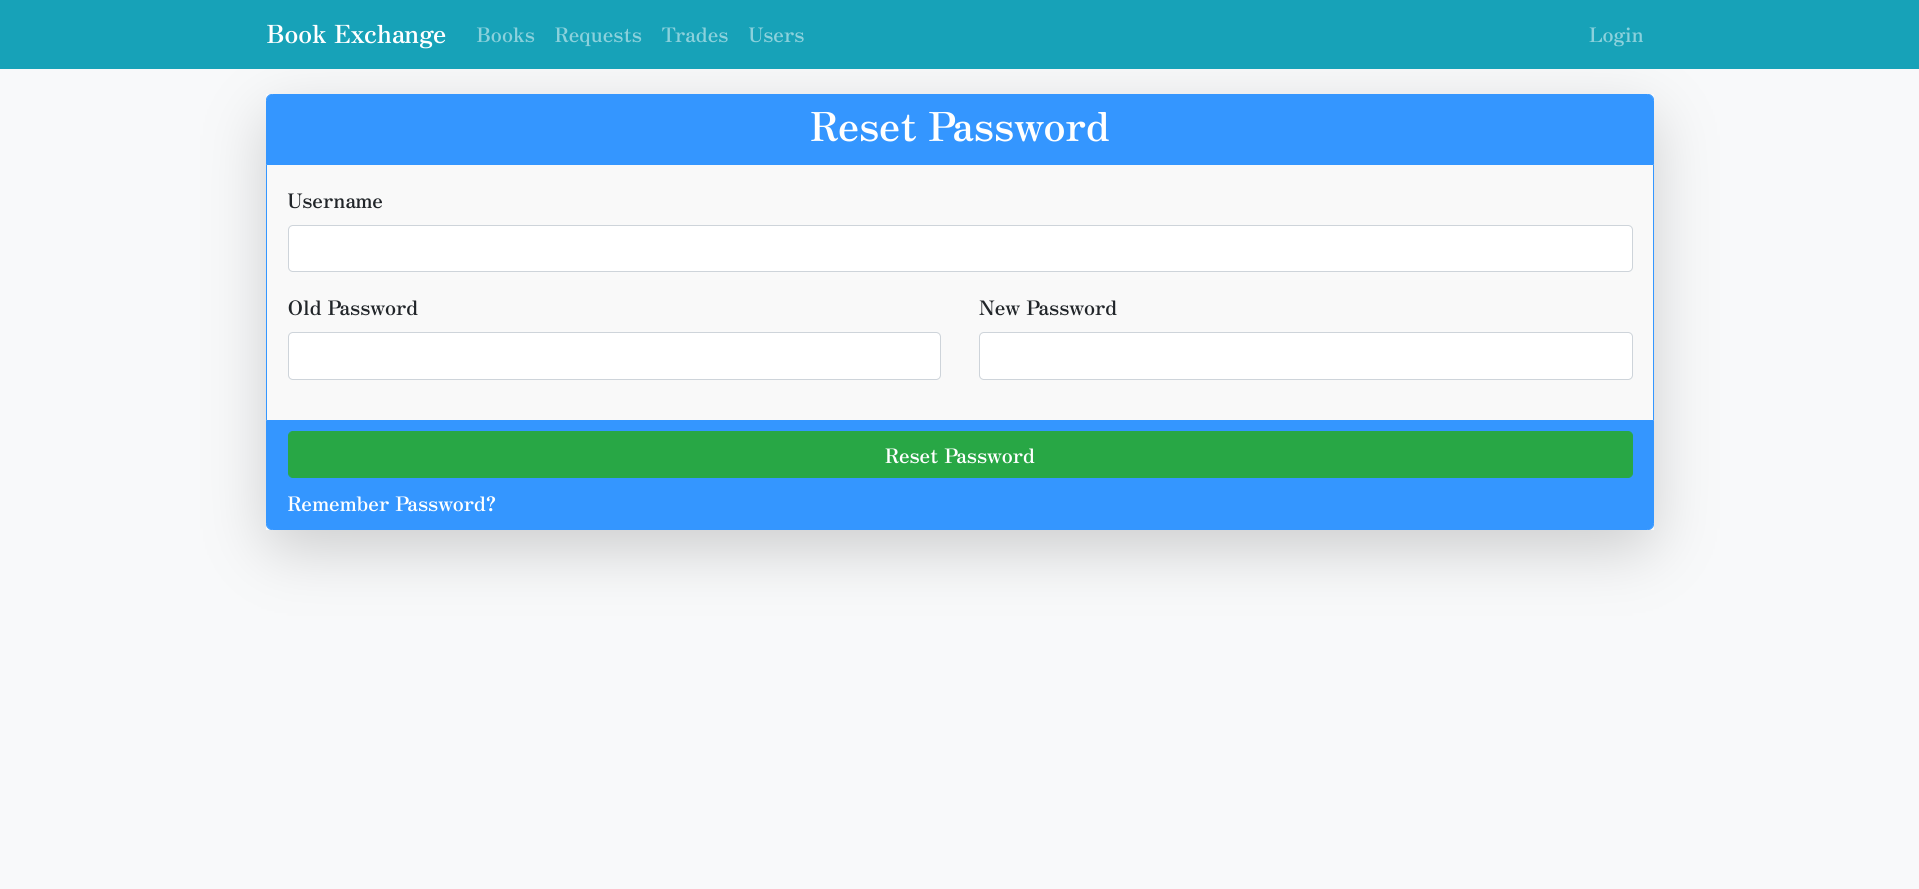 Book Exchange Books Requests Trades Users Login
Reset Password
Username
Old Password New Password
Reset Password
Remember Password?